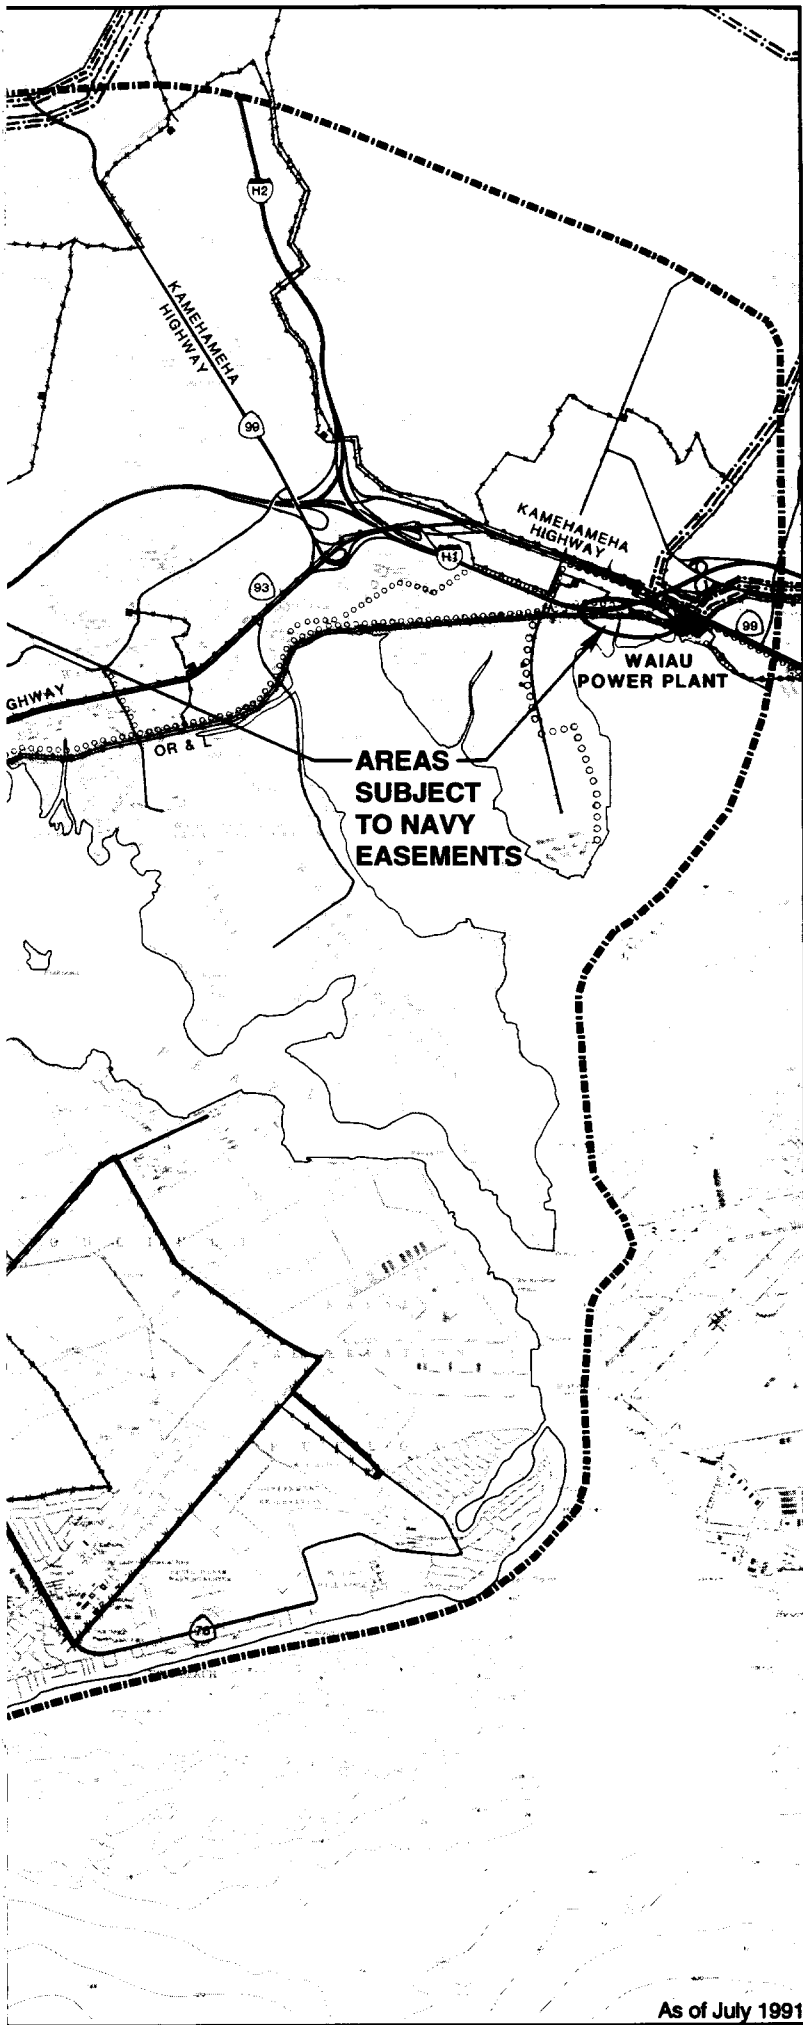 H2
KAMEHAMEHA
HIGHWAY
99
KAMEHAMEHA
HIGHWAY
H1
93
99
WAIAU
POWER PLANT
GHWAY
OR & L
AREAS
SUBJECT
TO NAVY
EASEMENTS
76
As of July 1991